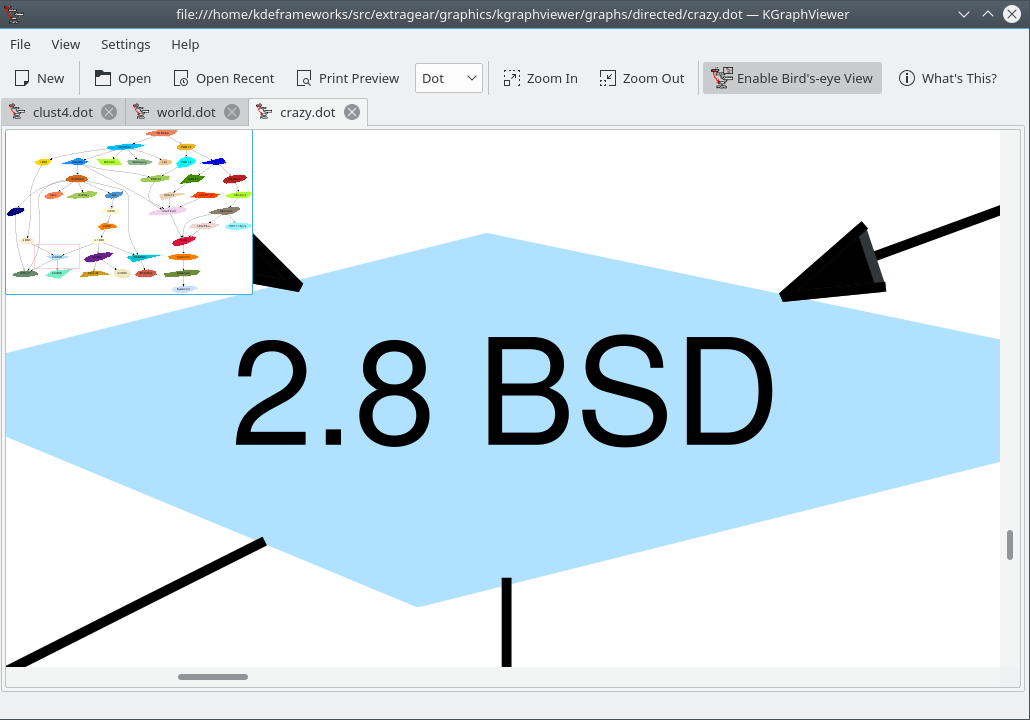 file:///home/kdeframeworks/src/extragear/graphics/kgraphviewer/graphs/directed/crazy.dot — KGraphViewer
File View Settings Help
New Open Open Recent Print Preview Dot Zoom In Zoom Out Enable Bird's-eye View What's This?
clust4.dot world.dot crazy.dot
2.8 BSD